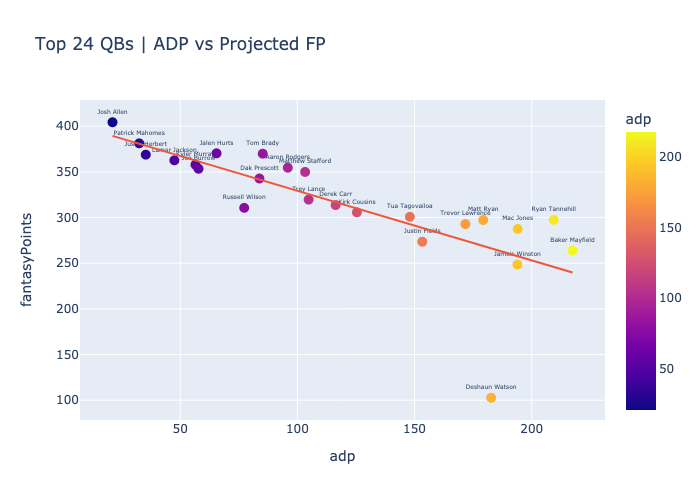 Top 24 QBs | ADP vs Projected FP
adp
Josh Allen
Patrick Mahomes
Justin Herbert
Lamar Jackson
Kyler Murray
Joe Burrow
Jalen Hurts
Tom Brady
Aaron Rodgers
Matthew Stafford
Dak Prescott
Russell Wilson
Trey Lance
Derek Carr
Kirk Cousins
Tua Tagovailoa
Justin Fields
Trevor Lawrence
Matt Ryan
Mac Jones
Ryan Tannehill
Jameis Winston
Baker Mayfield
Deshaun Watson
400
350
300
250
200
150
100
fantasyPoints
50
100
150
200
adp
200
150
100
50